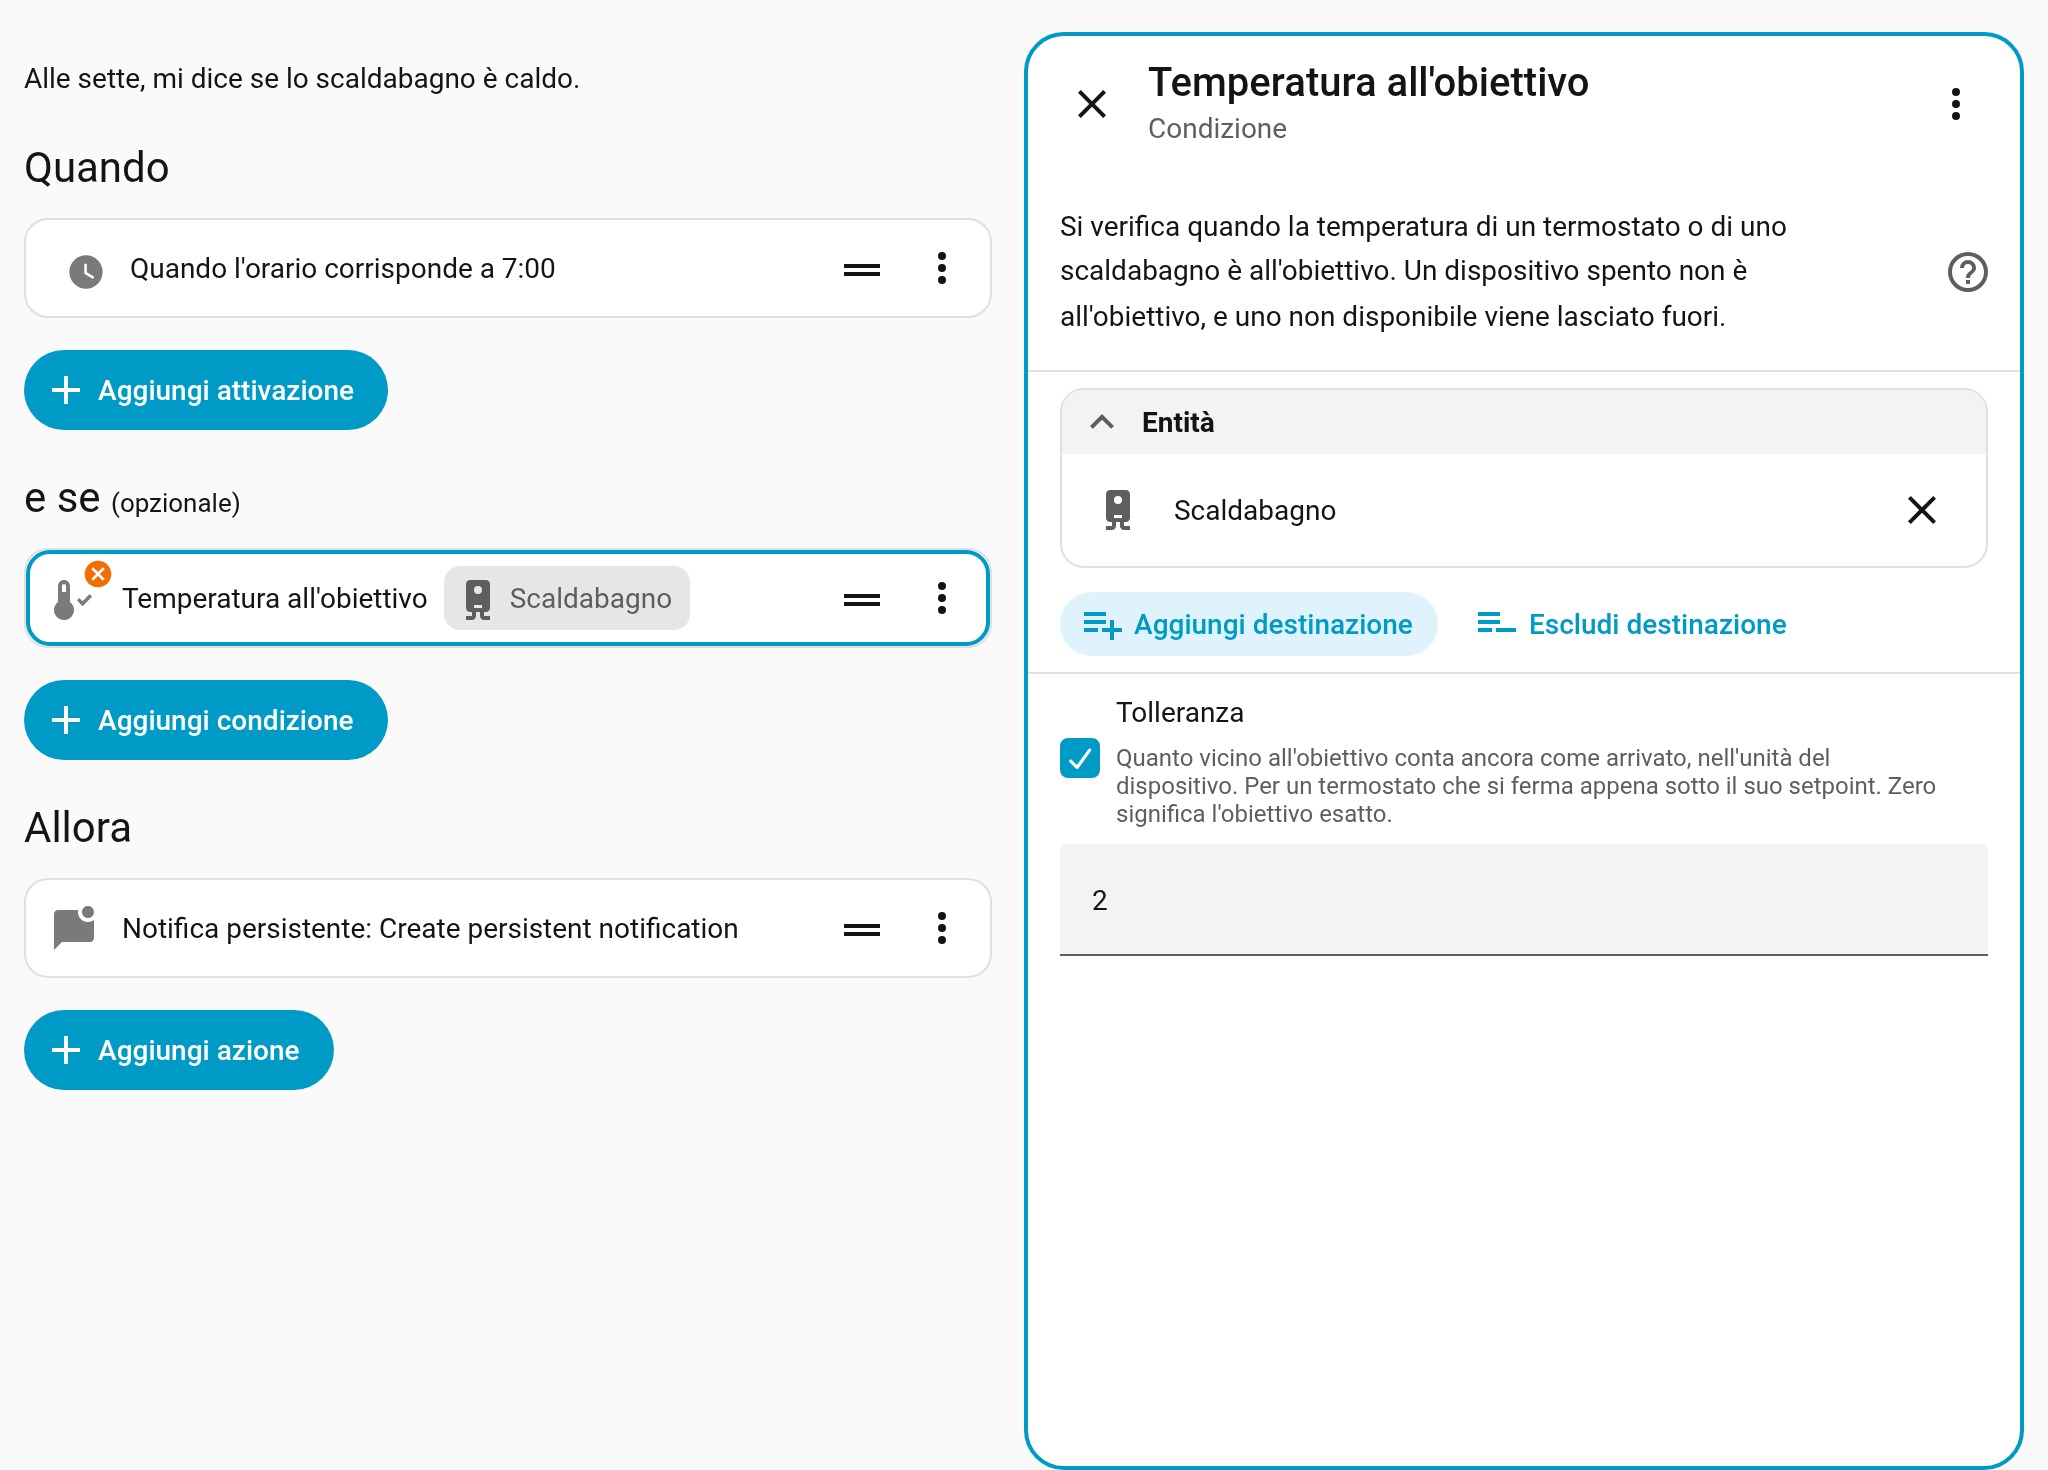 Alle sette, mi dice se lo scaldabagno è caldo.
Quando
Quando l'orario corrisponde a 7:00
Aggiungi attivazione
e se (opzionale)
Temperatura all'obiettivo Scaldabagno
Aggiungi condizione
Allora
Notifica persistente: Create persistent notification
Aggiungi azione
Temperatura all'obiettivo
Condizione
Si verifica quando la temperatura di un termostato o di uno
scaldabagno è all'obiettivo. Un dispositivo spento non è
all'obiettivo, e uno non disponibile viene lasciato fuori.
Entità
Scaldabagno
Aggiungi destinazione Escludi destinazione
Tolleranza
Quanto vicino all'obiettivo conta ancora come arrivato, nell'unità del
dispositivo. Per un termostato che si ferma appena sotto il suo setpoint. Zero
significa l'obiettivo esatto.
2